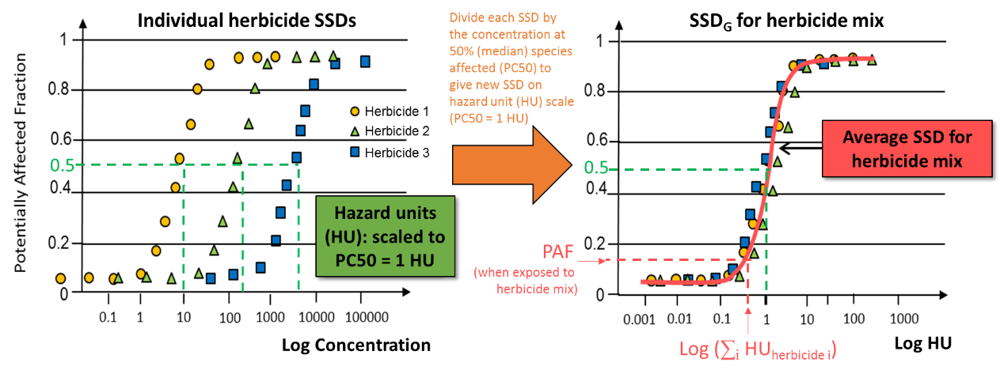 Individual herbicide SSDs
Potentially Affected Fraction
1
0.8
0.6
0.5
0.4
0.2
0
Herbicide 1
Herbicide 2
Herbicide 3
Hazard units
(HU): scaled to
PC50 = 1 HU
0.1 1 10 100 1000 10000 100000
Log Concentration
Divide each SSD by
the concentration at
50% (median) species
affected (PC50) to
give new SSD on
hazard unit (HU) scale
(PC50 = 1 HU)
SSDG for herbicide mix
1
0.8
0.6
0.5
0.4
0.2
0
Average SSD for
herbicide mix
PAF
(when exposed to
herbicide mix)
0.001 0.01 0.1 1 10 100 1000
Log (∑i HUherbicide i)
Log HU